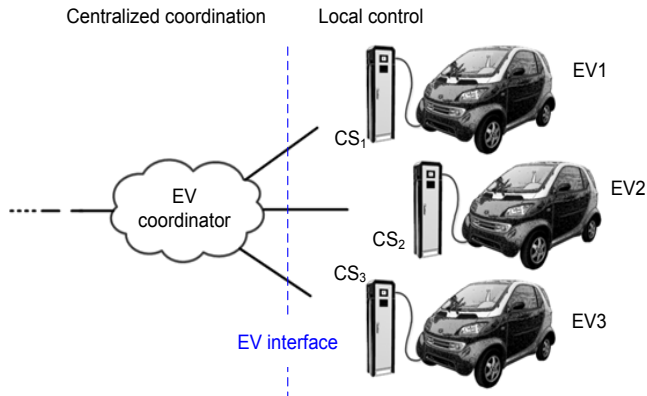 Centralized coordination
Local control
EV1
CS₁
EV
coordinator
EV2
CS₂
CS₃
EV3
EV interface